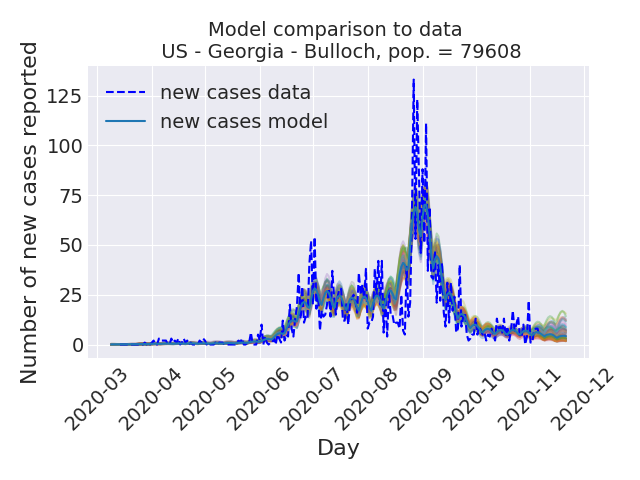 Model comparison to data
US - Georgia - Bulloch, pop. = 79608
Number of new cases reported
125
100
75
50
25
0
new cases data
new cases model
2020-03
2020-04
2020-05
2020-06
2020-07
2020-08
2020-09
2020-10
2020-11
2020-12
Day